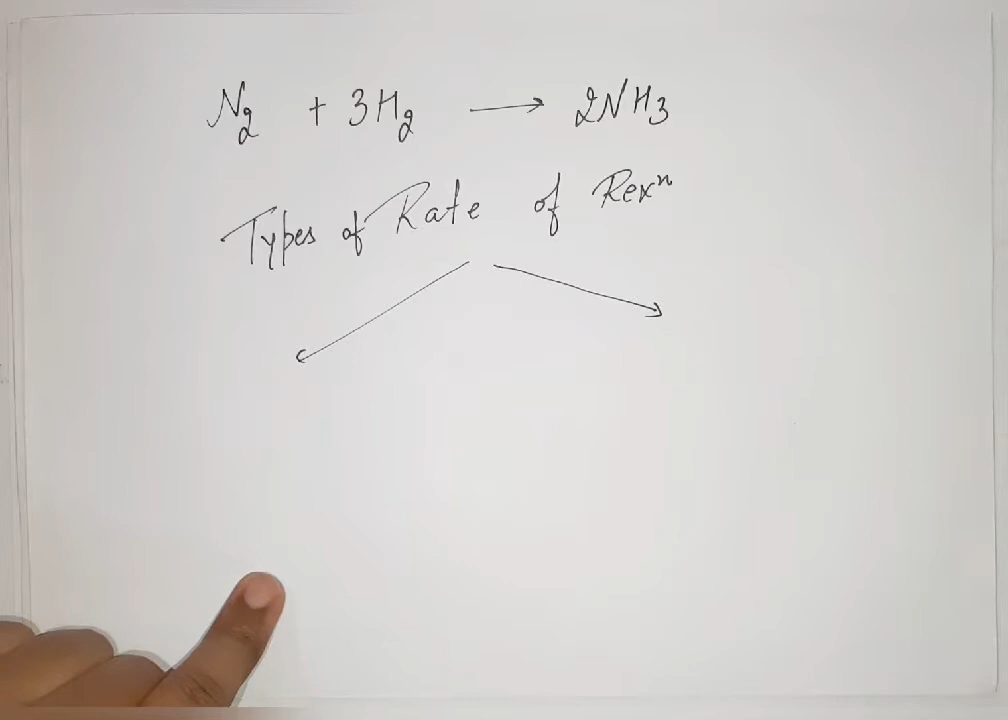 N₂ + 3H₂ → 2NH₃
Types of Rate of Rexⁿ